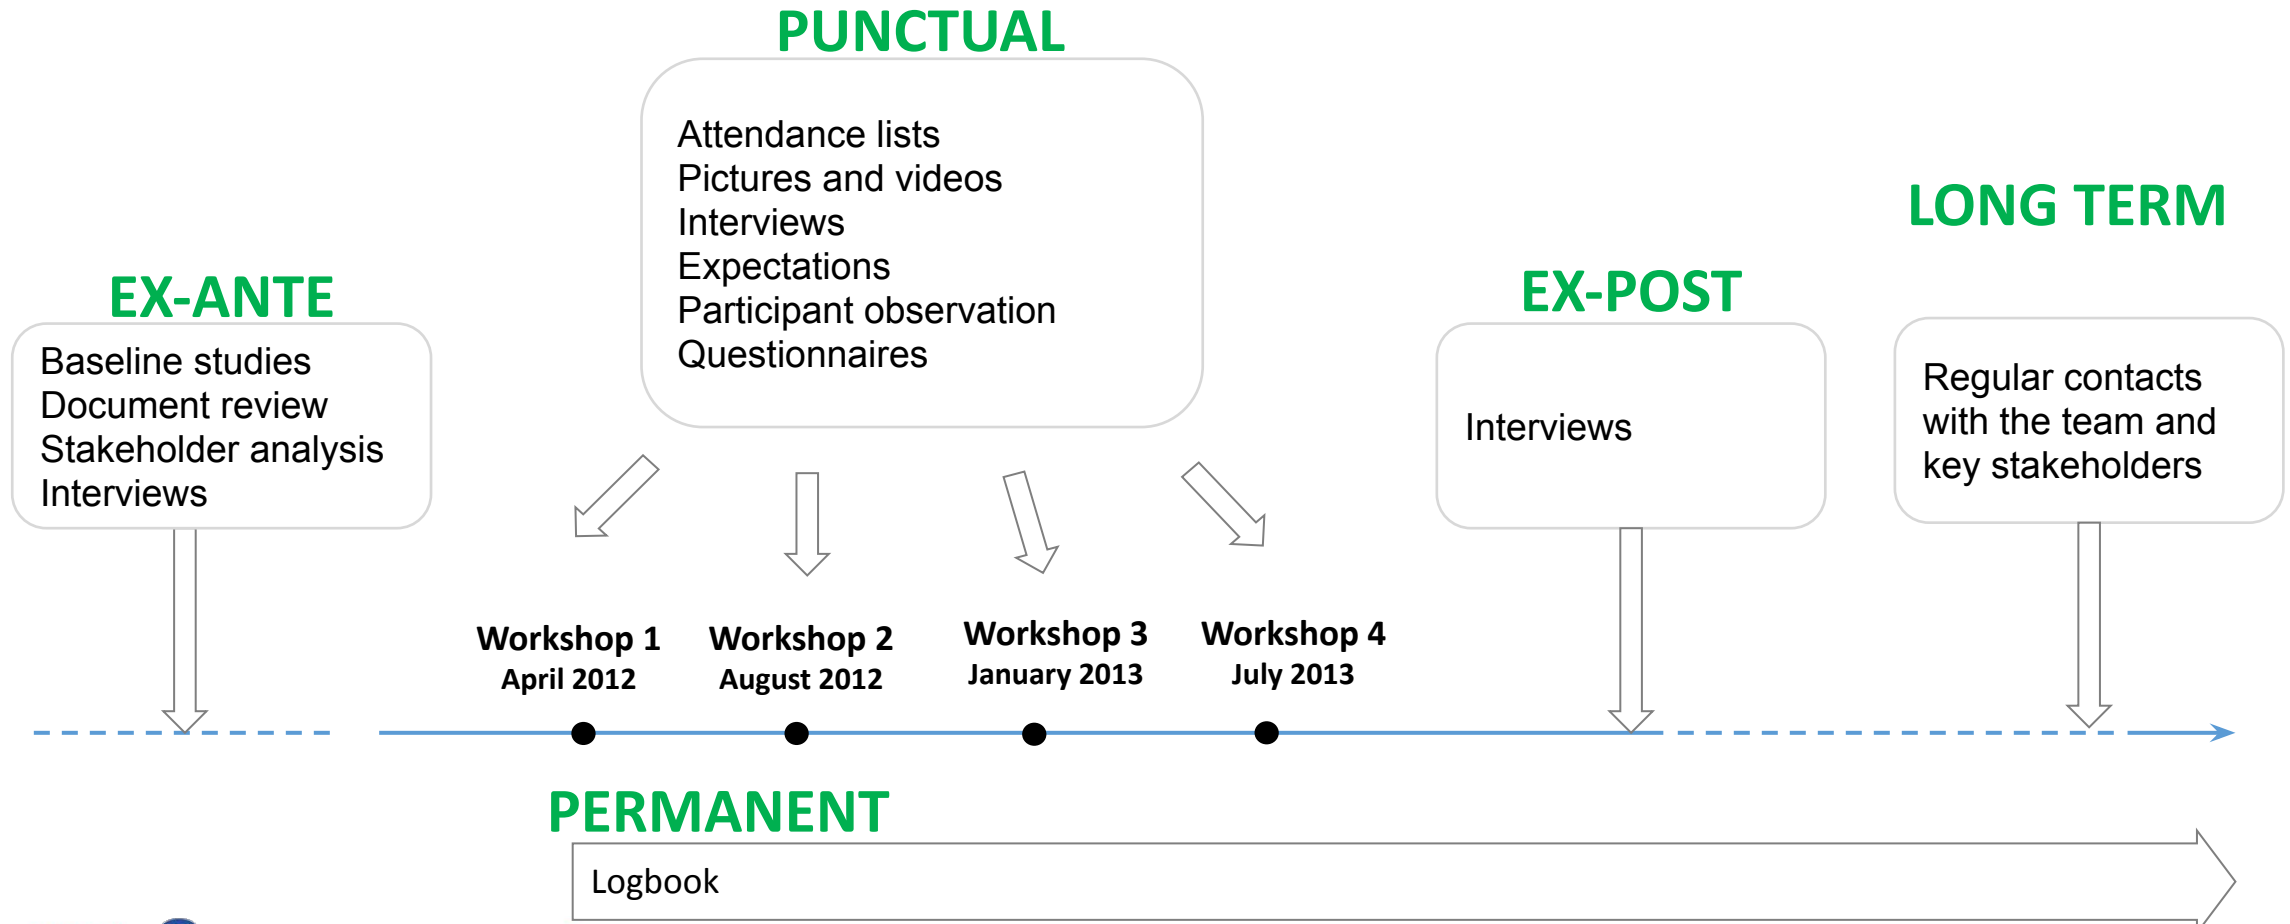 PUNCTUAL
Attendance lists
Pictures and videos
Interviews
Expectations
Participant observation
Questionnaires
LONG TERM
EX-ANTE
EX-POST
Baseline studies
Document review
Stakeholder analysis
Interviews
Interviews
Regular contacts
with the team and
key stakeholders
Workshop 1
April 2012
Workshop 2
August 2012
Workshop 3
January 2013
Workshop 4
July 2013
PERMANENT
Logbook